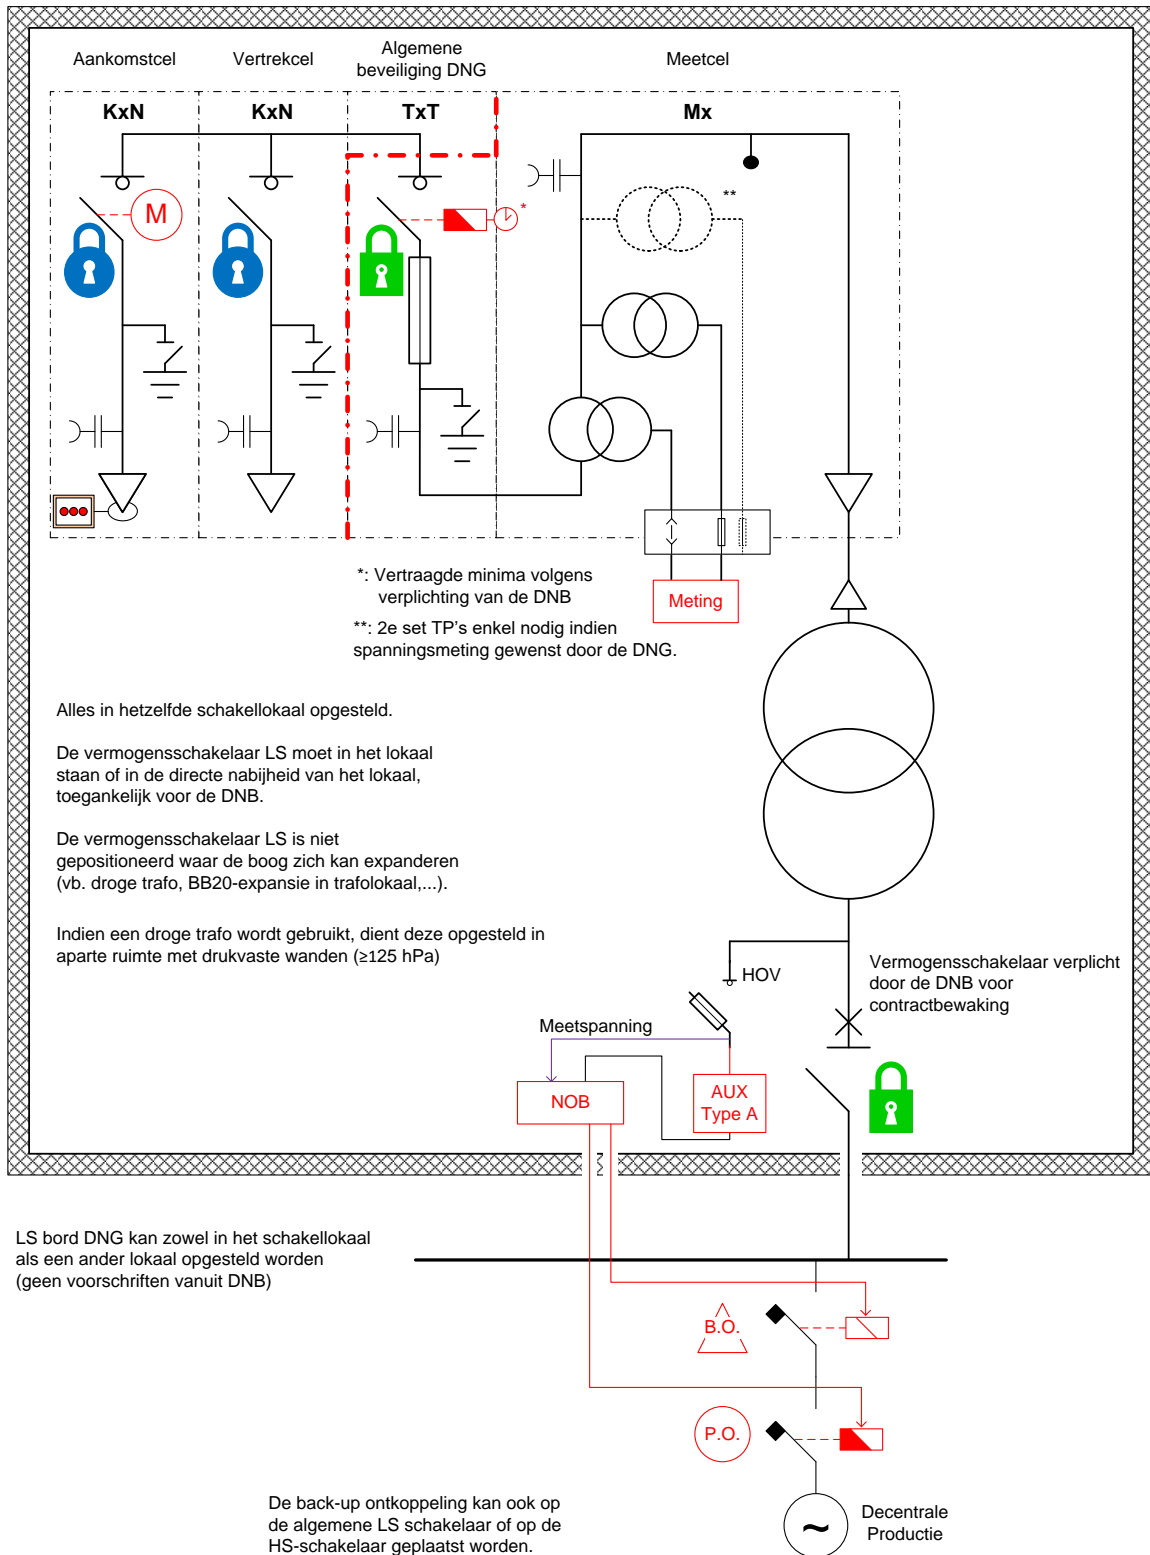 Aankomstcel
Vertrekcel
Algemene
beveiliging DNG
Meetcel
KxN
KxN
TxT
Mx
M
*
**
*: Vertraagde minima volgens
verplichting van de DNB
**: 2e set TP's enkel nodig indien
spanningsmeting gewenst door de DNG.
Meting
Alles in hetzelfde schakellokaal opgesteld.
De vermogensschakelaar LS moet in het lokaal
staan of in de directe nabijheid van het lokaal,
toegankelijk voor de DNB.
De vermogensschakelaar LS is niet
gepositioneerd waar de boog zich kan expanderen
(vb. droge trafo, BB20-expansie in trafolokaal,...).
Indien een droge trafo wordt gebruikt, dient deze opgesteld in
aparte ruimte met drukvaste wanden (≥125 hPa)
HOV
Vermogensschakelaar verplicht
door de DNB voor
contractbewaking
Meetspanning
NOB
AUX
Type A
LS bord DNG kan zowel in het schakellokaal
als een ander lokaal opgesteld worden
(geen voorschriften vanuit DNB)
B.O.
P.O.
De back-up ontkoppeling kan ook op
de algemene LS schakelaar of op de
HS-schakelaar geplaatst worden.
~
Decentrale
Productie